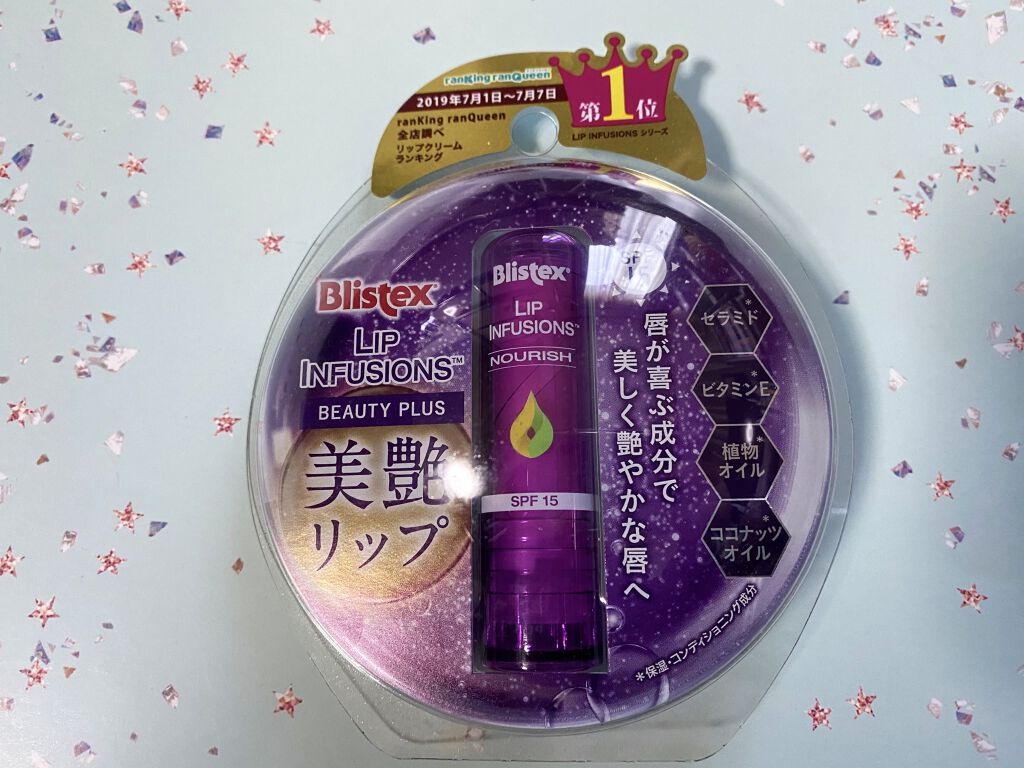 ranKing ranQueen
2019年7月1日～7月7日
ranKing ranQueen
全店調べ
リップクリーム
ランキング
第1位
LIP INFUSIONS シリーズ
Blistex®
LIP
INFUSIONS™
BEAUTY PLUS
美艶
リップ
Blistex®
LIP
INFUSIONS™
NOURISH
SPF 15
SPF
15
唇が喜ぶ成分で
美しく艶やかな唇へ
セラミド*
ビタミンE*
植物*
オイル
ココナッツ*
オイル
*保湿・コンディショニング成分